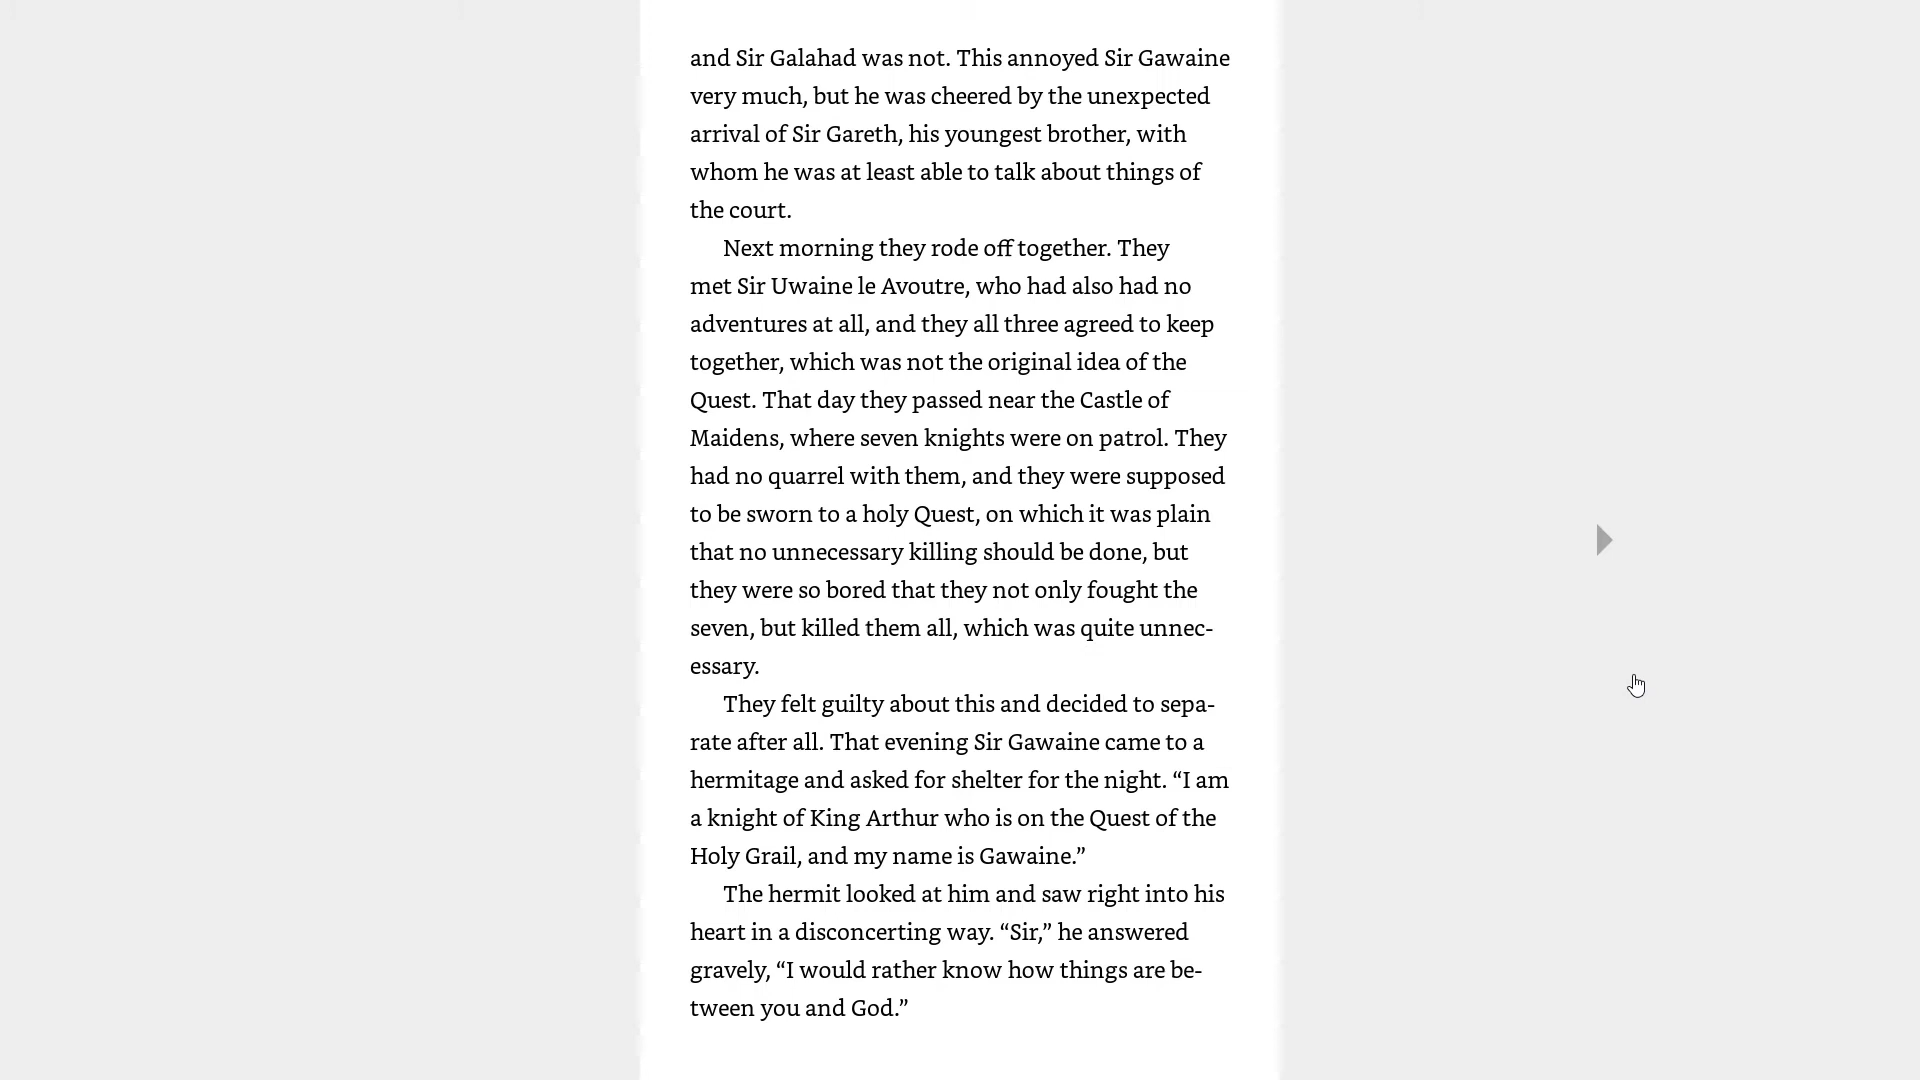 and Sir Galahad was not. This annoyed Sir Gawaine
very much, but he was cheered by the unexpected
arrival of Sir Gareth, his youngest brother, with
whom he was at least able to talk about things of
the court.
Next morning they rode off together. They
met Sir Uwaine le Avoutre, who had also had no
adventures at all, and they all three agreed to keep
together, which was not the original idea of the
Quest. That day they passed near the Castle of
Maidens, where seven knights were on patrol. They
had no quarrel with them, and they were supposed
to be sworn to a holy Quest, on which it was plain
that no unnecessary killing should be done, but
they were so bored that they not only fought the
seven, but killed them all, which was quite unnec-
essary.
They felt guilty about this and decided to sepa-
rate after all. That evening Sir Gawaine came to a
hermitage and asked for shelter for the night. “I am
a knight of King Arthur who is on the Quest of the
Holy Grail, and my name is Gawaine.”
The hermit looked at him and saw right into his
heart in a disconcerting way. “Sir,” he answered
gravely, “I would rather know how things are be-
tween you and God.”